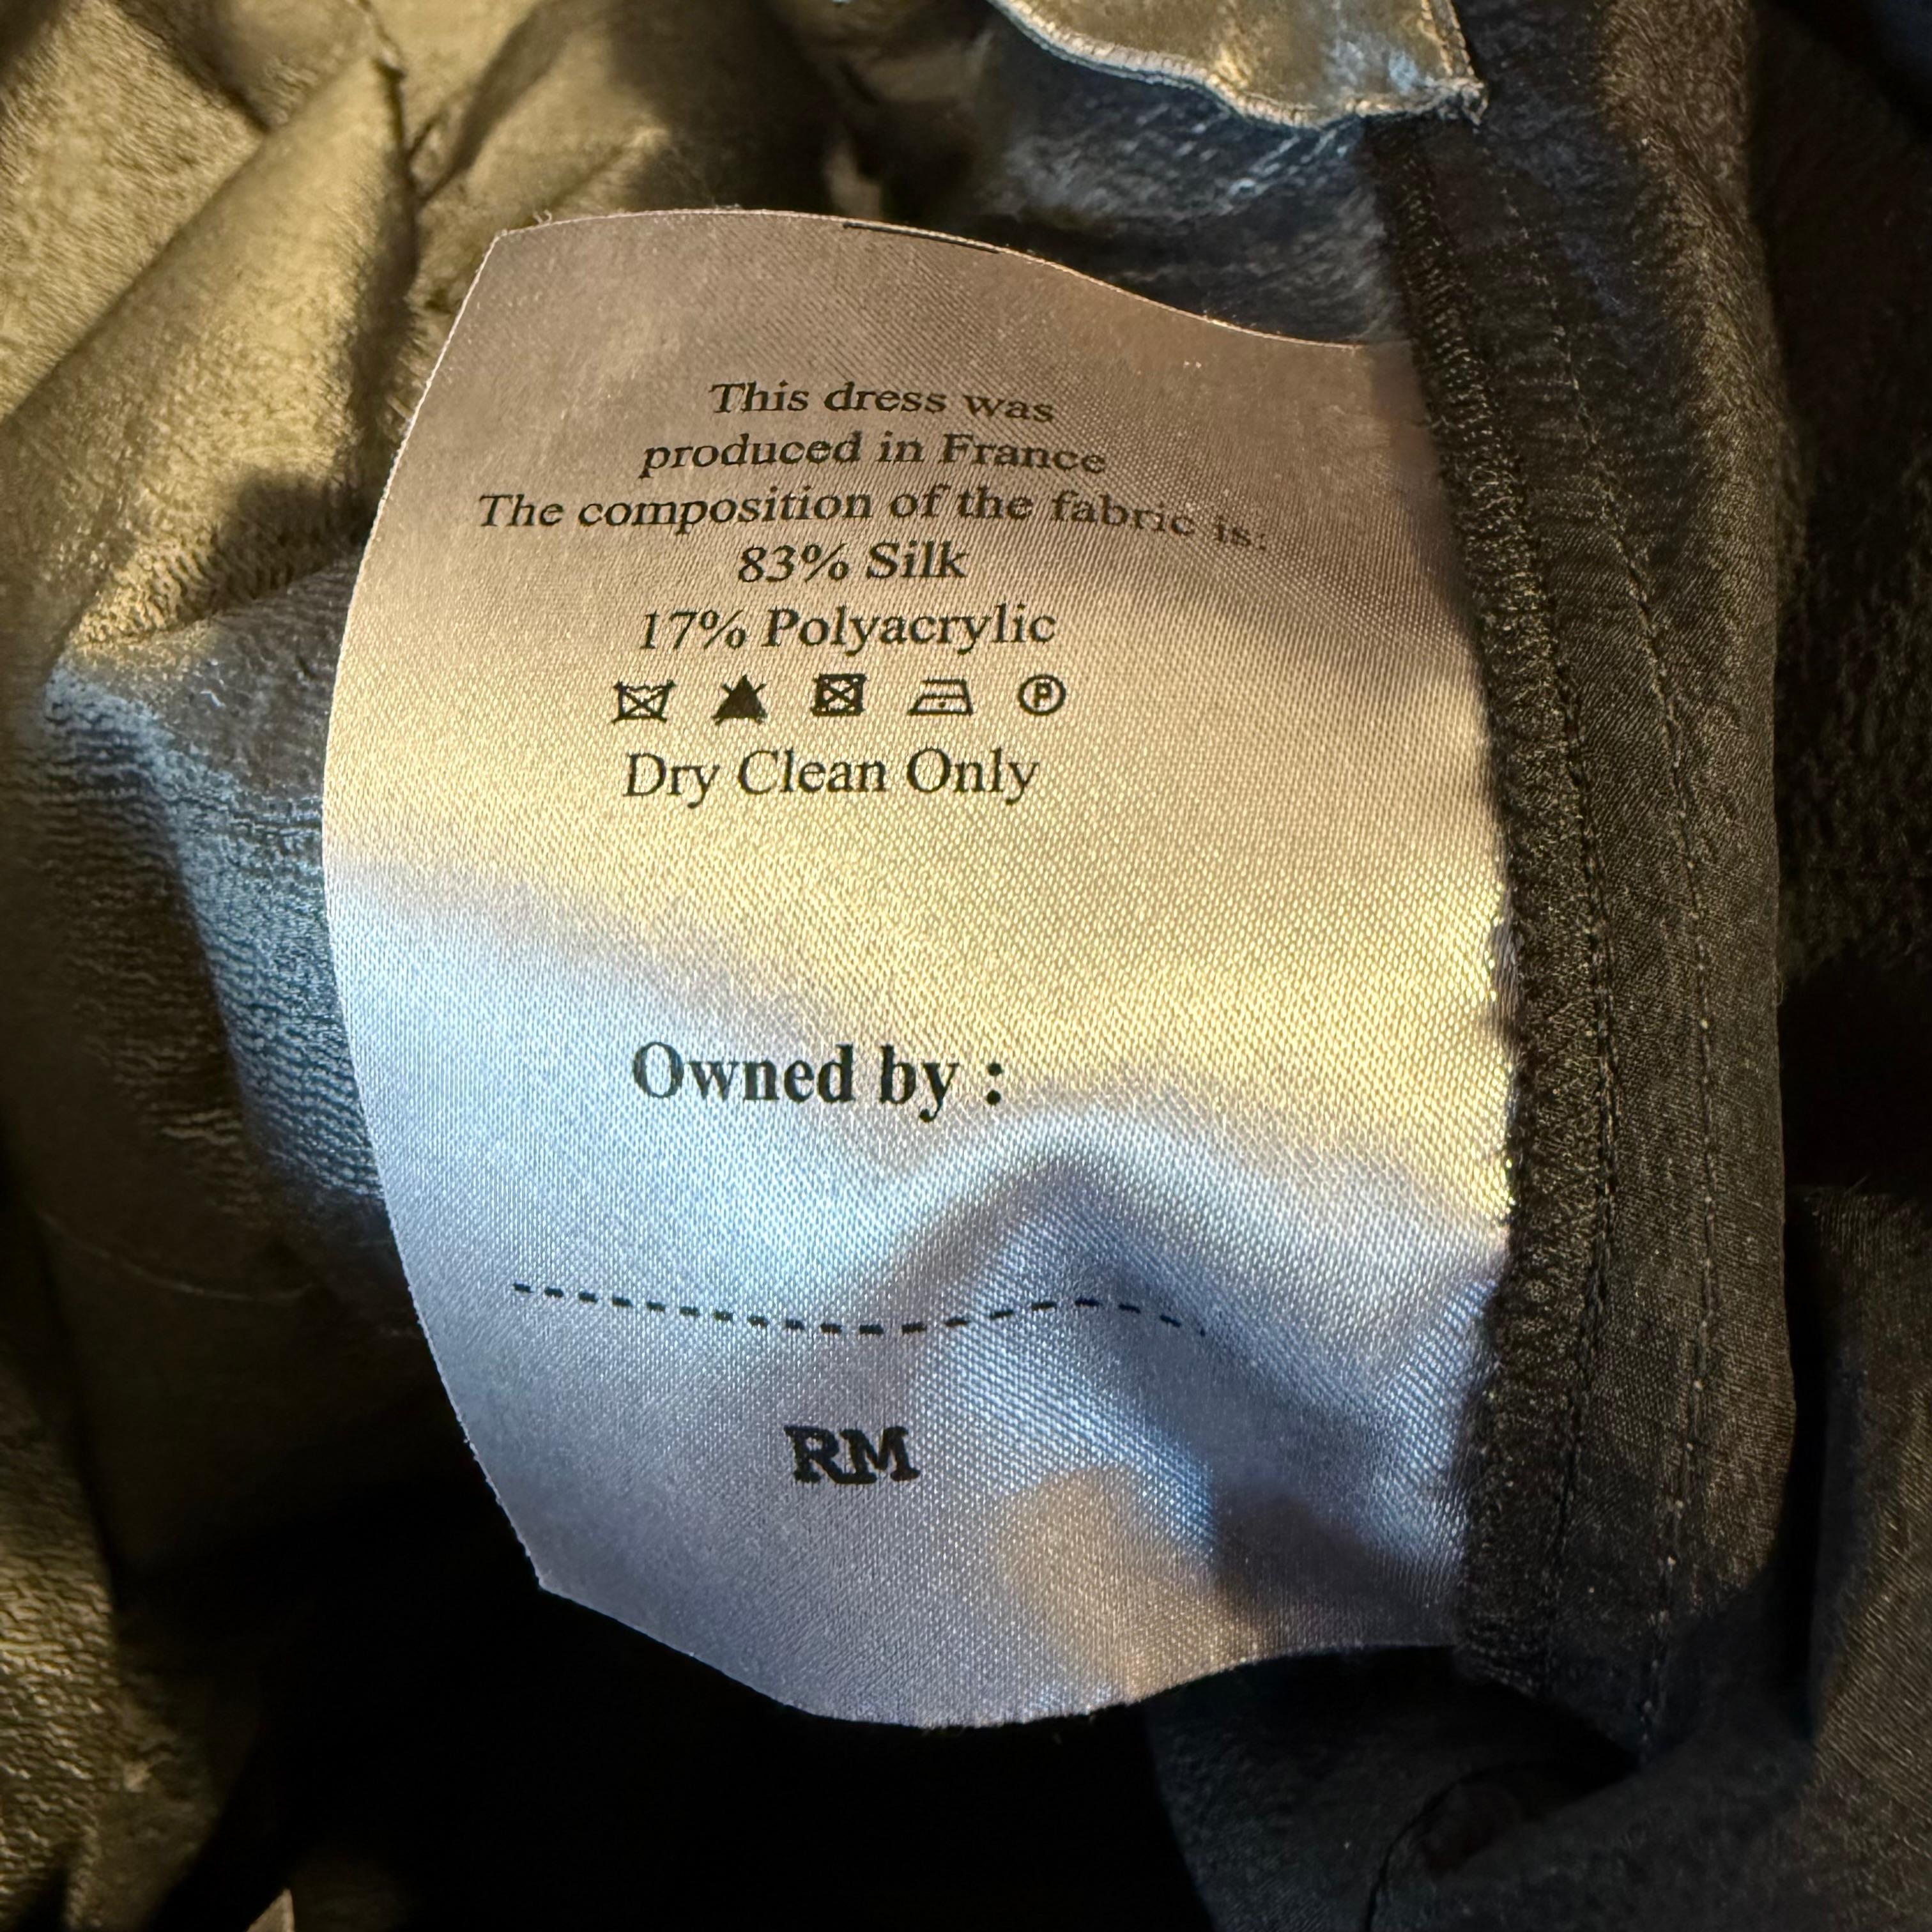 This dress was
produced in France
The composition of the fabric is:
83% Silk
17% Polyacrylic
P
Dry Clean Only
Owned by :
RM